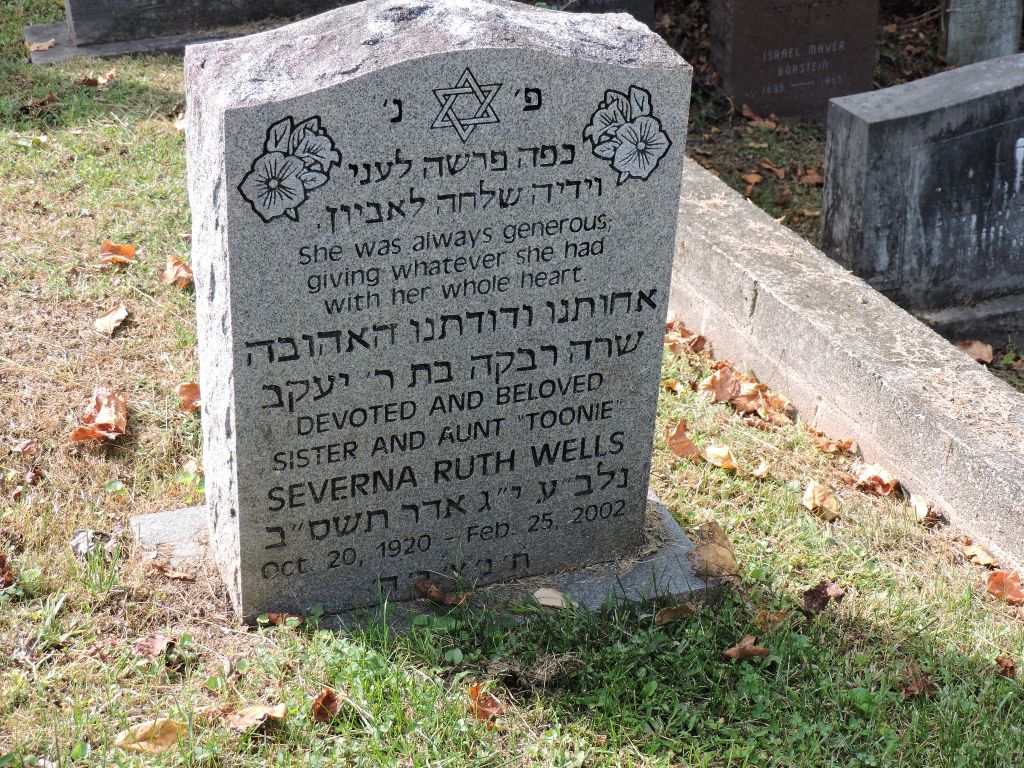 פ׳ נ׳
כפה פרשה לעני
וידיה שלחה לאביון.
She was always generous;
giving whatever she had
with her whole heart.
אחותנו ודודתנו האהובה
שרה רבקה בת ר׳ יעקב
DEVOTED AND BELOVED
SISTER AND AUNT "TOONIE"
SEVERNA RUTH WELLS
נלב״ע י״ג אדר תשס״ב
Oct. 20, 1920 - Feb. 25, 2002
ת׳ נ׳ צ׳ ב׳ ה׳
ISRAEL MAYER
BORSTEIN